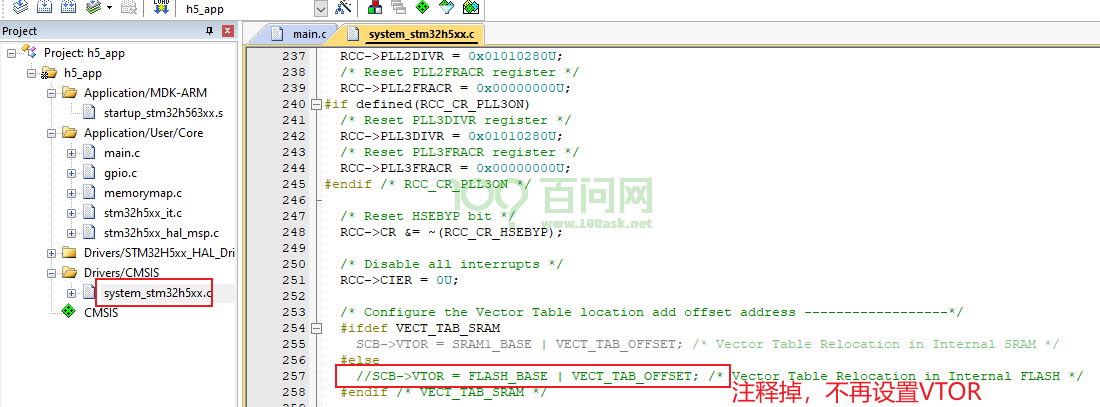 h5_app
Project
Project: h5_app
h5_app
Application/MDK-ARM
startup_stm32h563xx.s
Application/User/Core
main.c
gpio.c
memorymap.c
stm32h5xx_it.c
stm32h5xx_hal_msp.c
Drivers/STM32H5xx_HAL_Dri
Drivers/CMSIS
system_stm32h5xx.c
CMSIS
main.c
system_stm32h5xx.c
237 RCC->PLL2DIVR = 0x01010280U;
238 /* Reset PLL2FRACR register */
239 RCC->PLL2FRACR = 0x00000000U;
240 #if defined(RCC_CR_PLL3ON)
241 /* Reset PLL3DIVR register */
242 RCC->PLL3DIVR = 0x01010280U;
243 /* Reset PLL3FRACR register */
244 RCC->PLL3FRACR = 0x00000000U;
245 #endif /* RCC_CR_PLL3ON */
246
247 /* Reset HSEBYP bit */
248 RCC->CR &= ~(RCC_CR_HSEBYP);
249
250 /* Disable all interrupts */
251 RCC->CIER = 0U;
252
253 /* Configure the Vector Table location add offset address ------------------*/
254 #ifdef VECT_TAB_SRAM
255 SCB->VTOR = SRAM1_BASE | VECT_TAB_OFFSET; /* Vector Table Relocation in Internal SRAM */
256 #else
257 //SCB->VTOR = FLASH_BASE | VECT_TAB_OFFSET; /* Vector Table Relocation in Internal FLASH */
258 #endif /* VECT_TAB_SRAM */
注释掉，不再设置VTOR
100 百问网
www.100ask.net